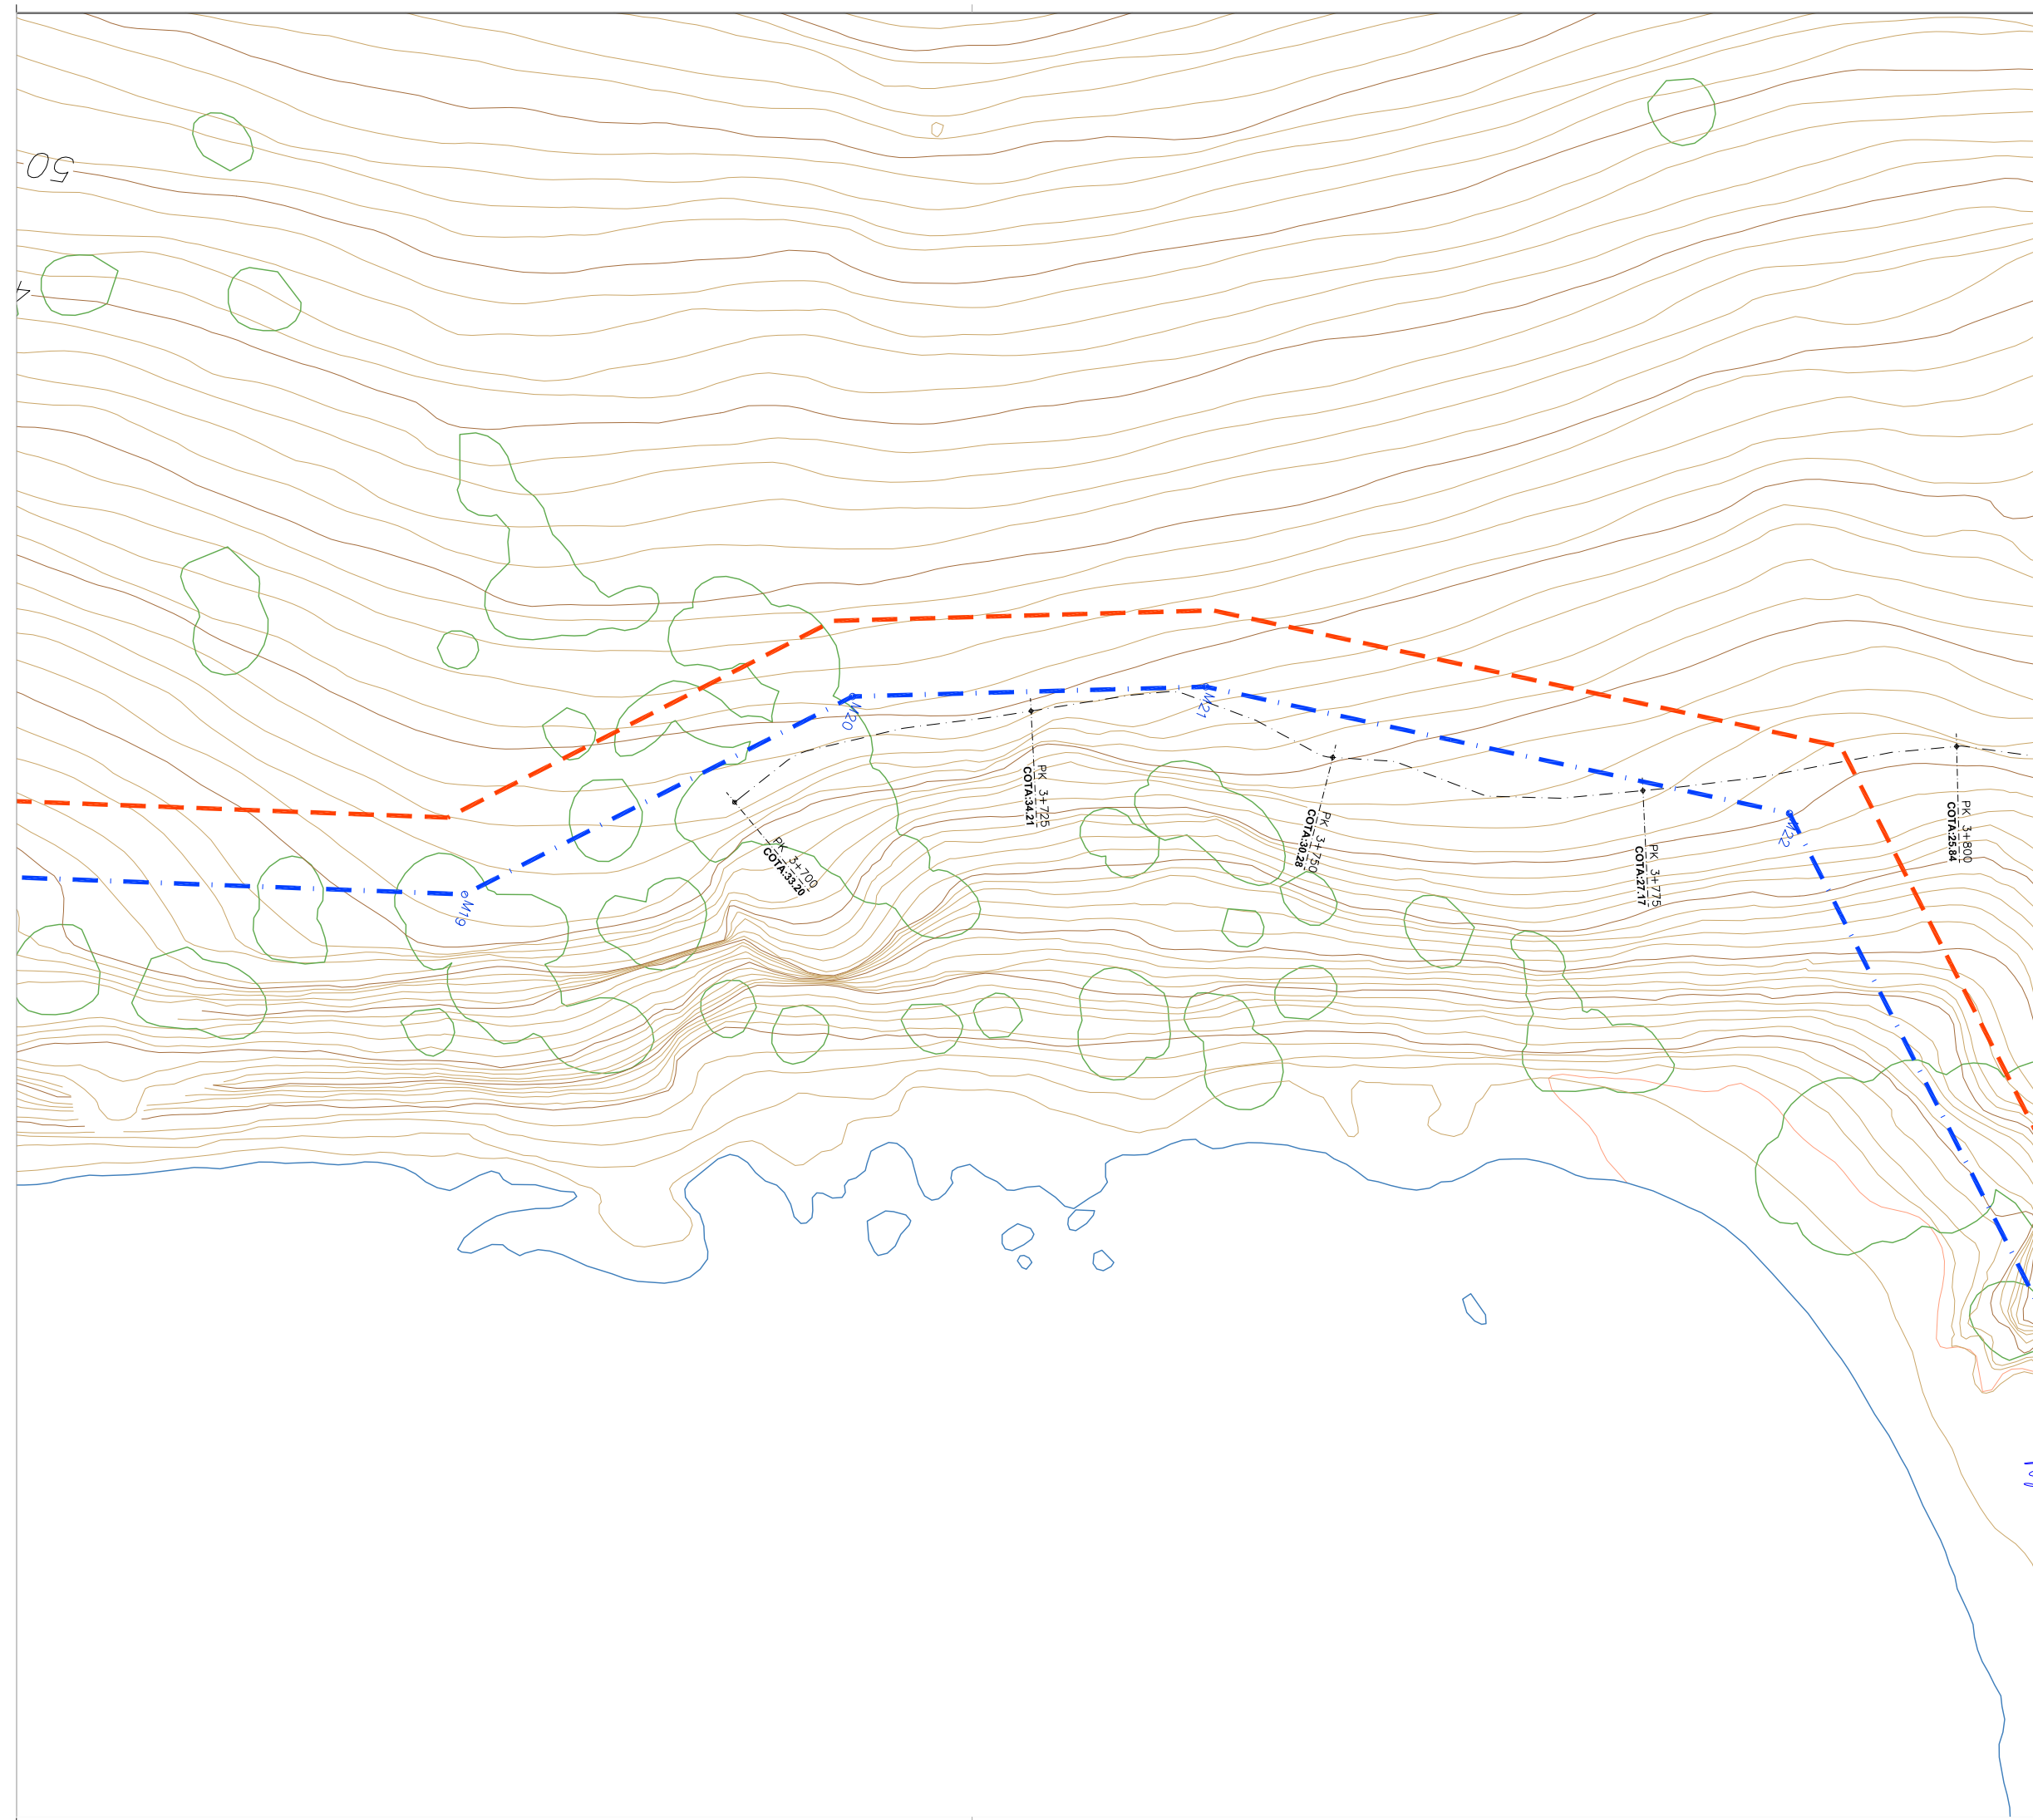 50
M20
M21
PK 3+725
COTA:34.21
PK 3+750
COTA:30.28
M22
PK 3+800
COTA:25.84
PK 3+700
COTA:33.20
PK 3+775
COTA:27.17
M19